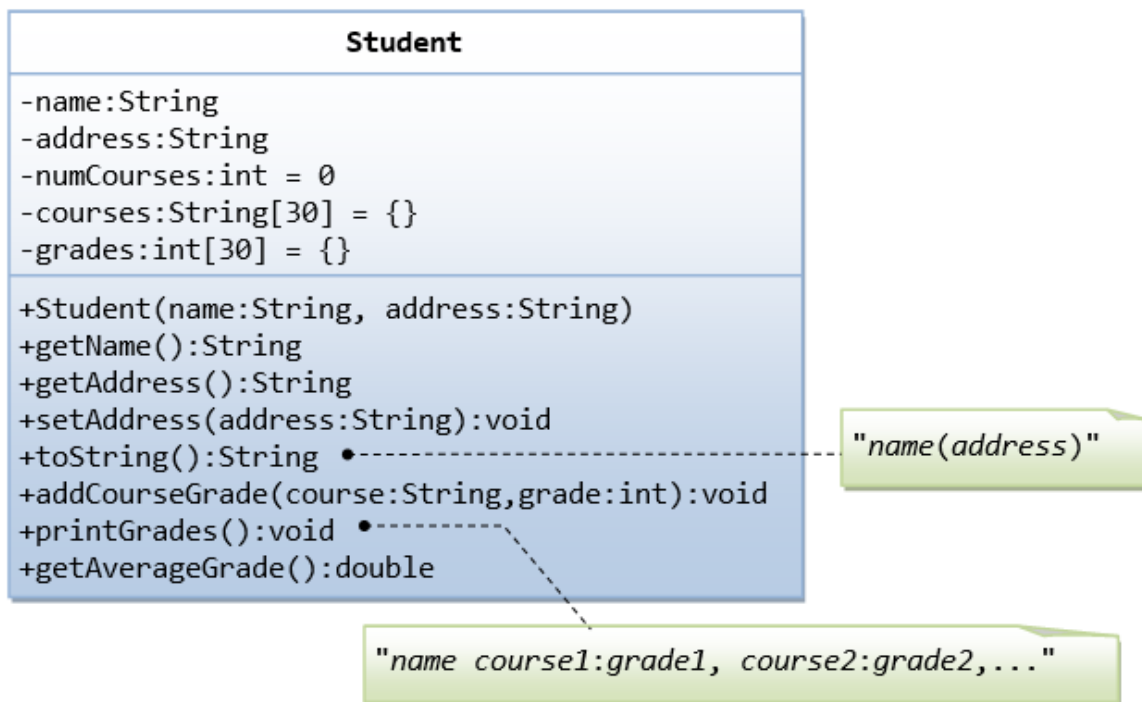 Student
-name:String
-address:String
-numCourses:int = 0
-courses:String[30] = {}
-grades:int[30] = {}
+Student(name:String, address:String)
+getName():String
+getAddress():String
+setAddress(address:String):void
+toString():String
"name(address)"
+addCourseGrade(course:String,grade:int):void
+printGrades():void
+getAverageGrade():double
"name course1:grade1, course2:grade2,..."